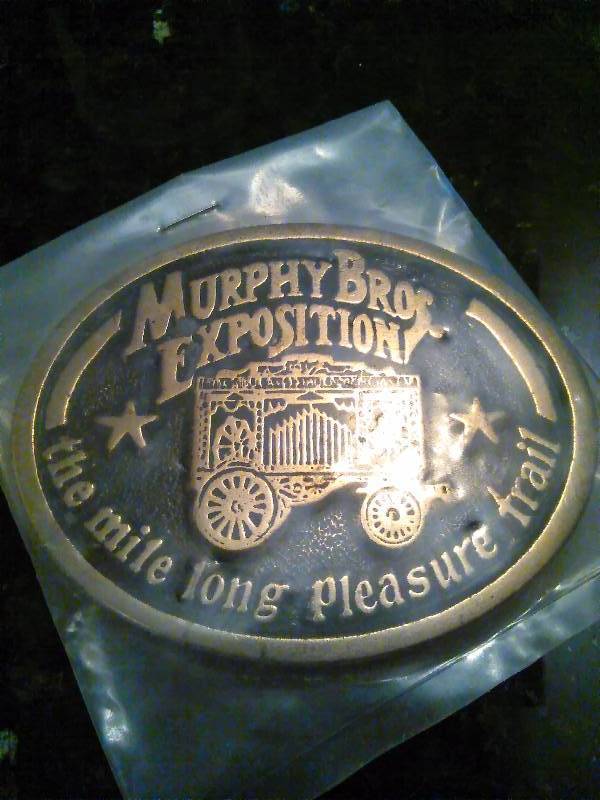 MURPHY BROS.
EXPOSITION
the mile long pleasure trail